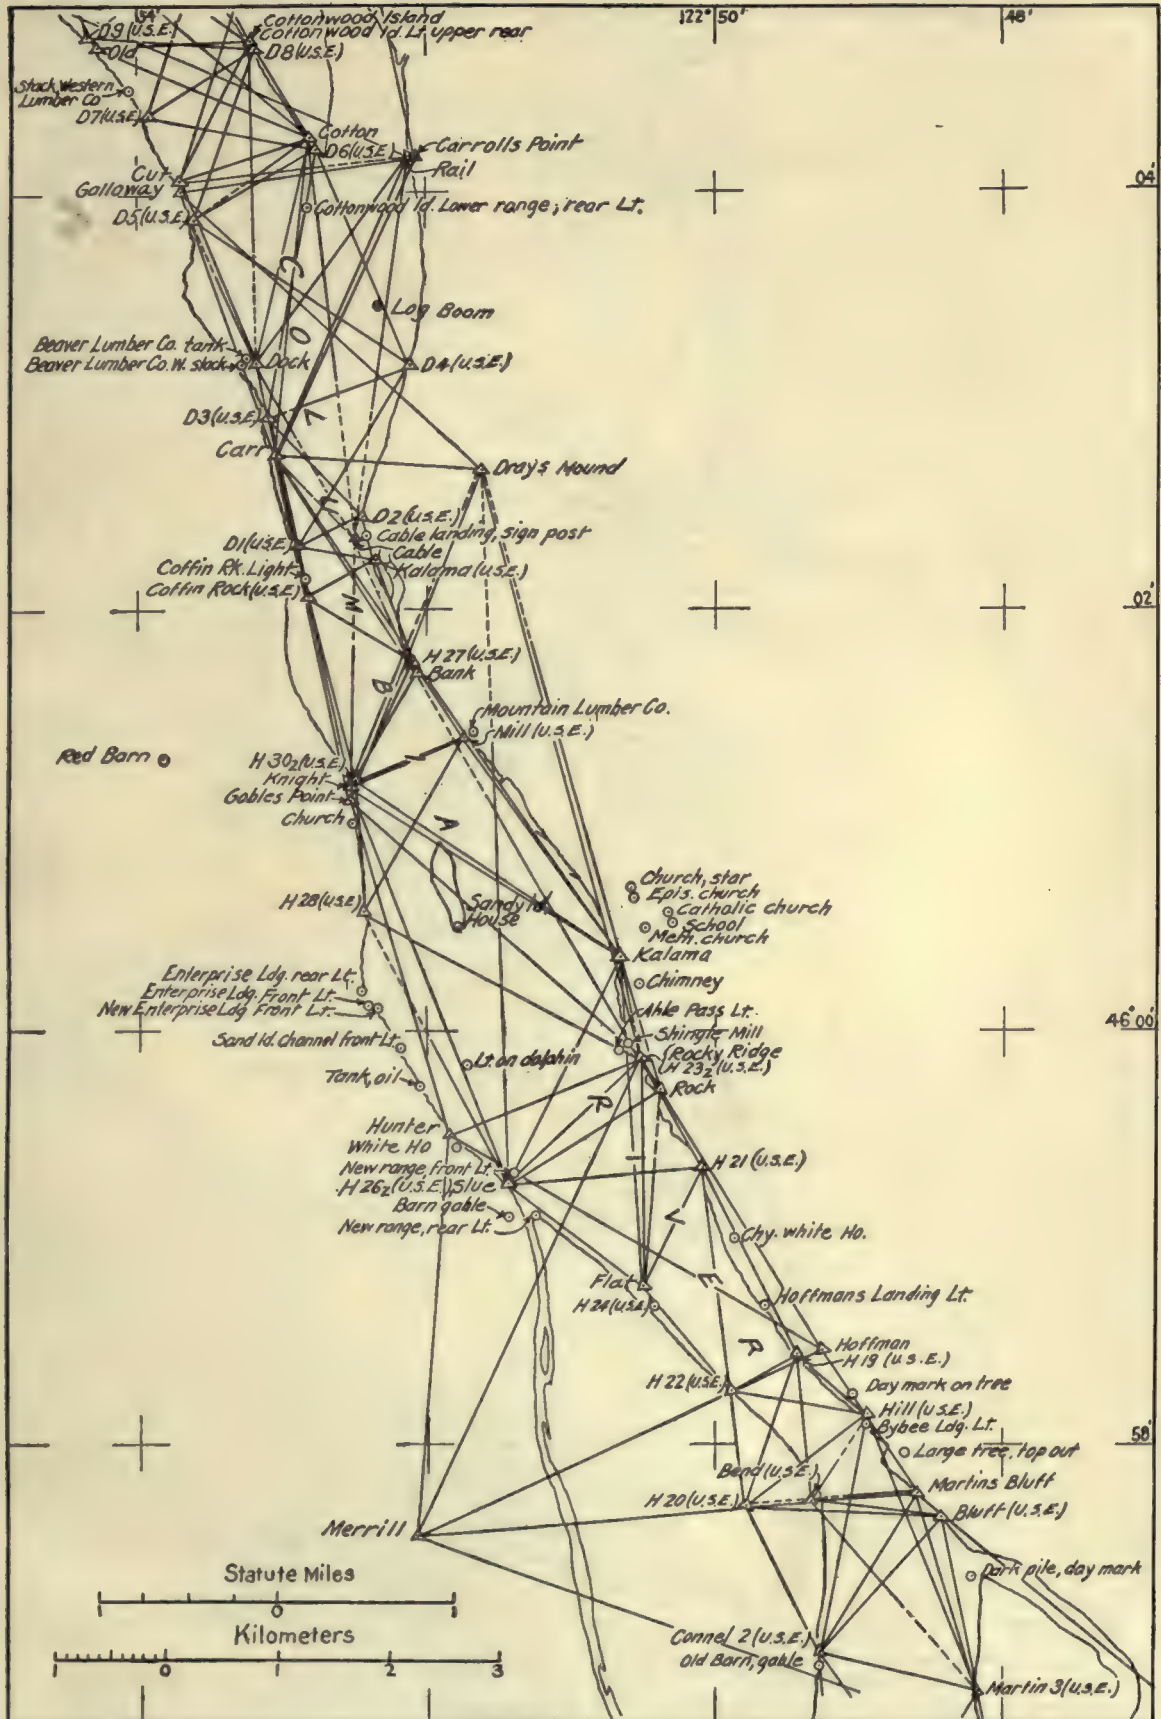 54'
122° 50'
48'
D9 (U.S.E.)
Old
Cottonwood Island
Cottonwood Id. Lt. upper rear
D8 (U.S.E.)
Stack, Western
Lumber Co
D7 (U.S.E)
Cotton
D6 (U.S.E)
Carrolls Point
Rail
Cut
Gallaway
04'
D5 (U.S.E)
Cottonwood Id. Lower range, rear Lt.
Log Boom
Beaver Lumber Co. tank
Beaver Lumber Co. W. stack
Dock
D4 (U.S.E.)
D3 (U.S.E)
Carr
Drays Mound
D2 (U.S.E.)
Cable landing, sign post
D1 (U.S.E)
Cable
Coffin Rk. Light
Kalama (U.S.E.)
Coffin Rock (U.S.E)
02'
H 27 (U.S.E.)
Bank
Mountain Lumber Co.
Mill (U.S.E.)
Red Barn
H 30₂ (U.S.E.)
Knight
Gobles Point
Church
COLUMBIA RIVER
Church, star
Epis. church
Catholic church
School
Meth. church
H 28 (U.S.E)
Sandy Id.
House
Kalama
Chimney
Enterprise Ldg. rear Lt.
Enterprise Ldg. Front Lt.
New Enterprise Ldg. Front Lt.
Ahle Pass Lt.
Shingle Mill
46° 00'
Sand Id. channel front Lt.
Lt. on dolphin
Rocky Ridge
H 23₂ (U.S.E.)
Tank, oil
Rock
Hunter
White Ho
New range, front Lt.
H 26₂ (U.S.E.), Slue
H 21 (U.S.E.)
Barn gable
New range, rear Lt.
Chy. white Ho.
Flat
H 24 (U.S.E.)
Hoffmans Landing Lt.
Hoffman
H 19 (U.S.E.)
H 22 (U.S.E.)
Day mark on tree
Hill (U.S.E.)
Bybee Ldg. Lt.
58'
Large tree, top out
Bend (U.S.E.)
Martins Bluff
H 20 (U.S.E.)
Bluff (U.S.E.)
Merrill
Dark pile, day mark
Statute Miles
1 0 1
Kilometers
1 0 1 2 3
Connel 2 (U.S.E.)
Old Barn, gable
Martin 3 (U.S.E.)